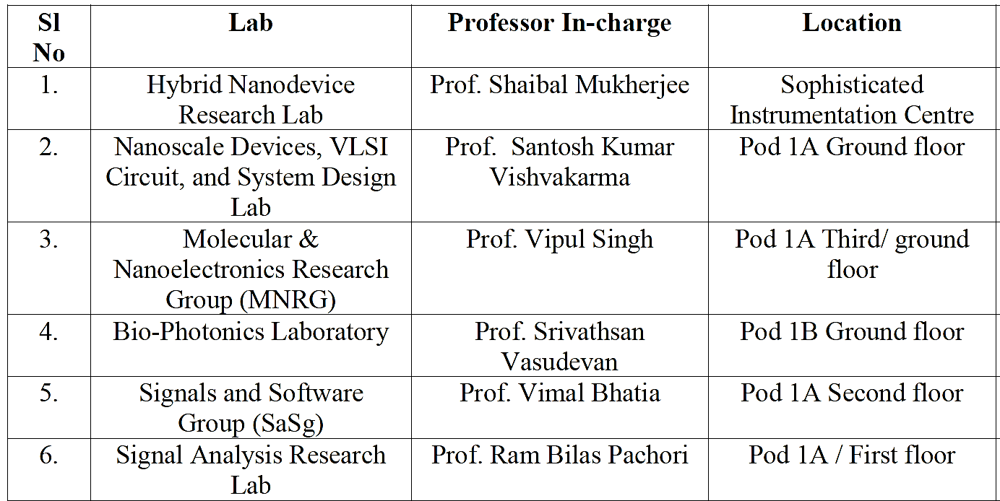 Sl No
Lab
Professor In-charge
Location
1.
Hybrid Nanodevice
Research Lab
Prof. Shaibal Mukherjee
Sophisticated
Instrumentation Centre
2.
Nanoscale Devices, VLSI
Circuit, and System Design
Lab
Prof.  Santosh Kumar
Vishvakarma
Pod 1A Ground floor
3.
Molecular &
Nanoelectronics Research
Group (MNRG)
Prof. Vipul Singh
Pod 1A Third/ ground
floor
4.
Bio-Photonics Laboratory
Prof. Srivathsan
Vasudevan
Pod 1B Ground floor
5.
Signals and Software
Group (SaSg)
Prof. Vimal Bhatia
Pod 1A Second floor
6.
Signal Analysis Research
Lab
Prof. Ram Bilas Pachori
Pod 1A / First floor